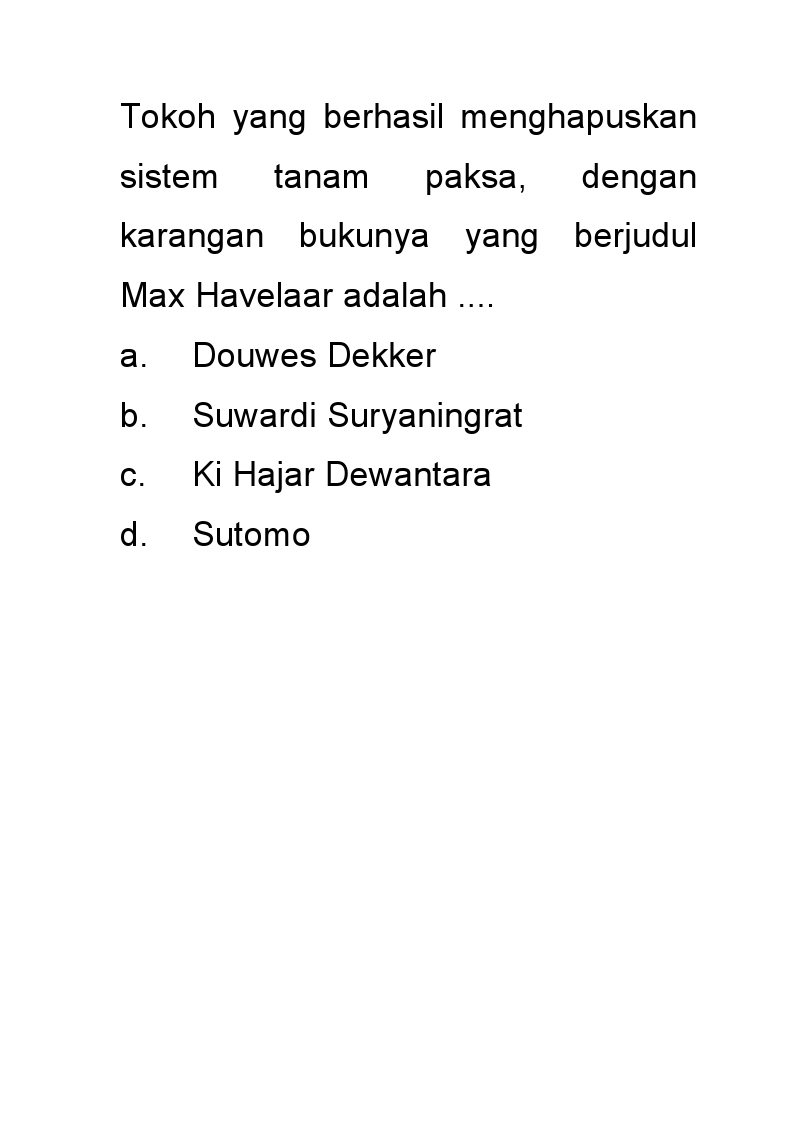 Tokoh yang berhasil menghapuskan
sistem tanam paksa, dengan
karangan bukunya yang berjudul
Max Havelaar adalah ....
a. Douwes Dekker
b. Suwardi Suryaningrat
c. Ki Hajar Dewantara
d. Sutomo